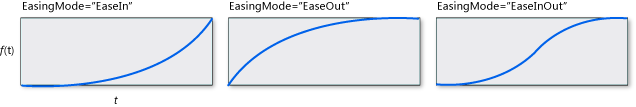 EasingMode="EaseIn"
EasingMode="EaseOut"
EasingMode="EaseInOut"
f(t)
t